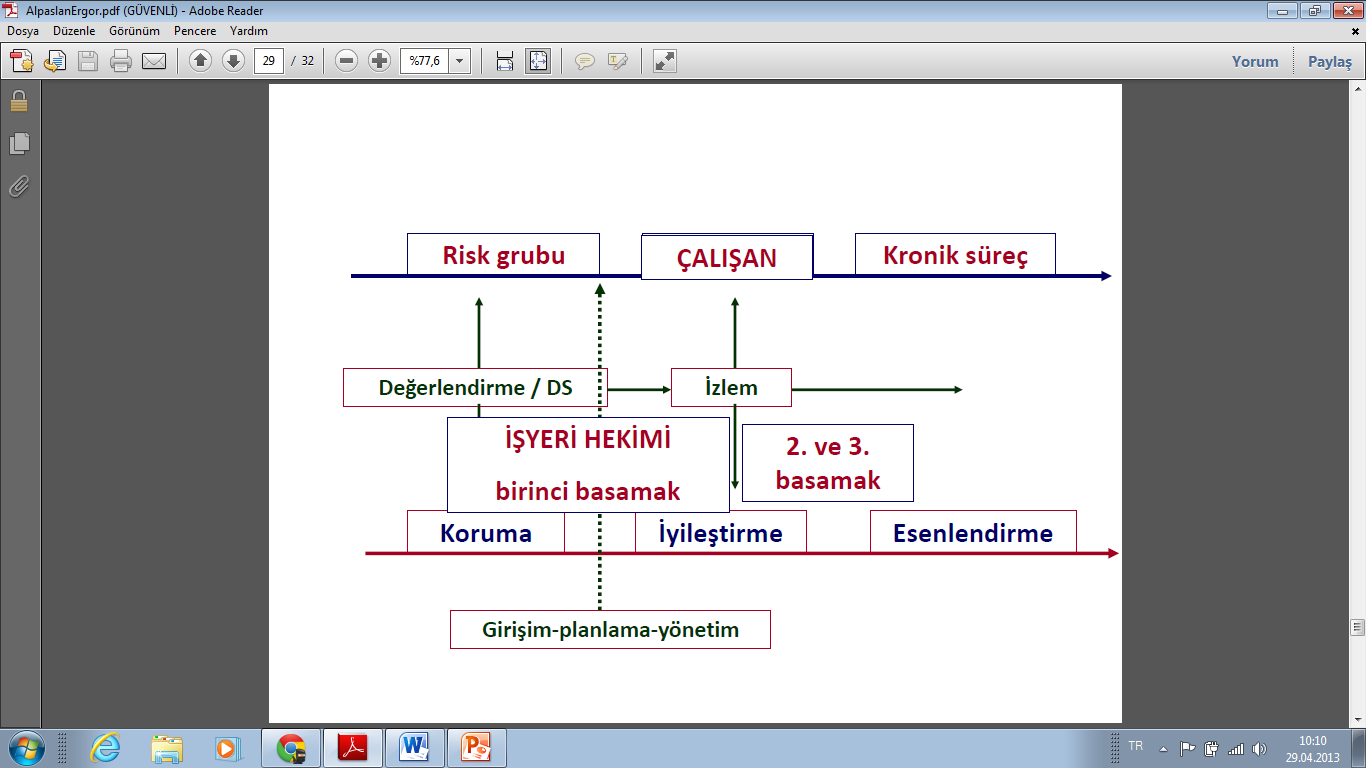 AlpaslanErgor.pdf (GÜVENLİ) - Adobe Reader
Dosya Düzenle Görünüm Pencere Yardım
29 / 32 %77,6 Yorum Paylaş
Risk grubu ÇALIŞAN Kronik süreç
Değerlendirme / DS İzlem
İŞYERİ HEKİMİ
birinci basamak
2. ve 3.
basamak
Koruma İyileştirme Esenlendirme
Girişim-planlama-yönetim
TR 10:10
29.04.2013